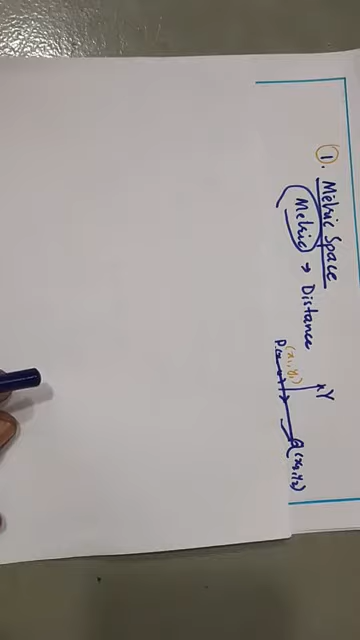 1. Metric Space
Metric → Distance
(x₁, y₁)
P Q (x₂, y₂)
Y